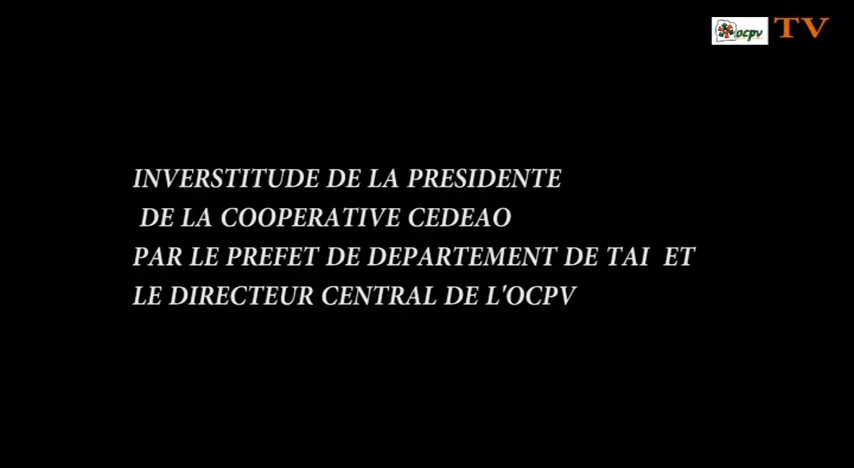 ocpv TV
INVERSTITUDE DE LA PRESIDENTE
DE LA COOPERATIVE CEDEAO
PAR LE PREFET DE DEPARTEMENT DE TAI ET
LE DIRECTEUR CENTRAL DE L'OCPV